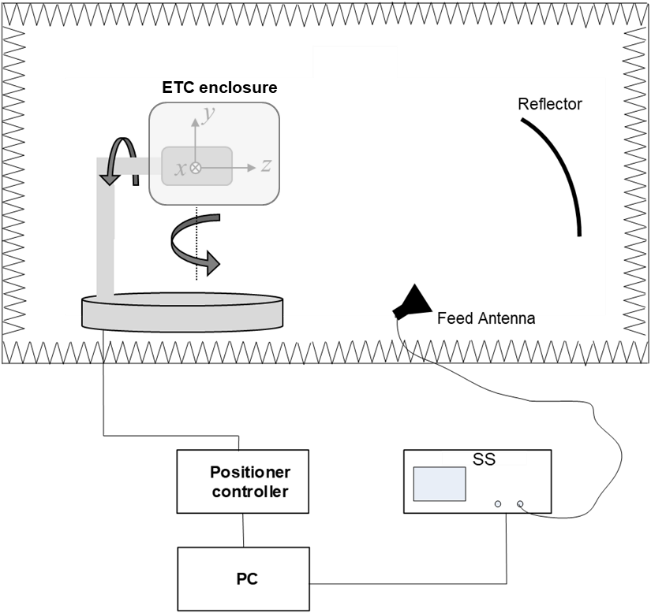 ETC enclosure
Reflector
y
x
z
Feed Antenna
SS
Positioner
controller
PC